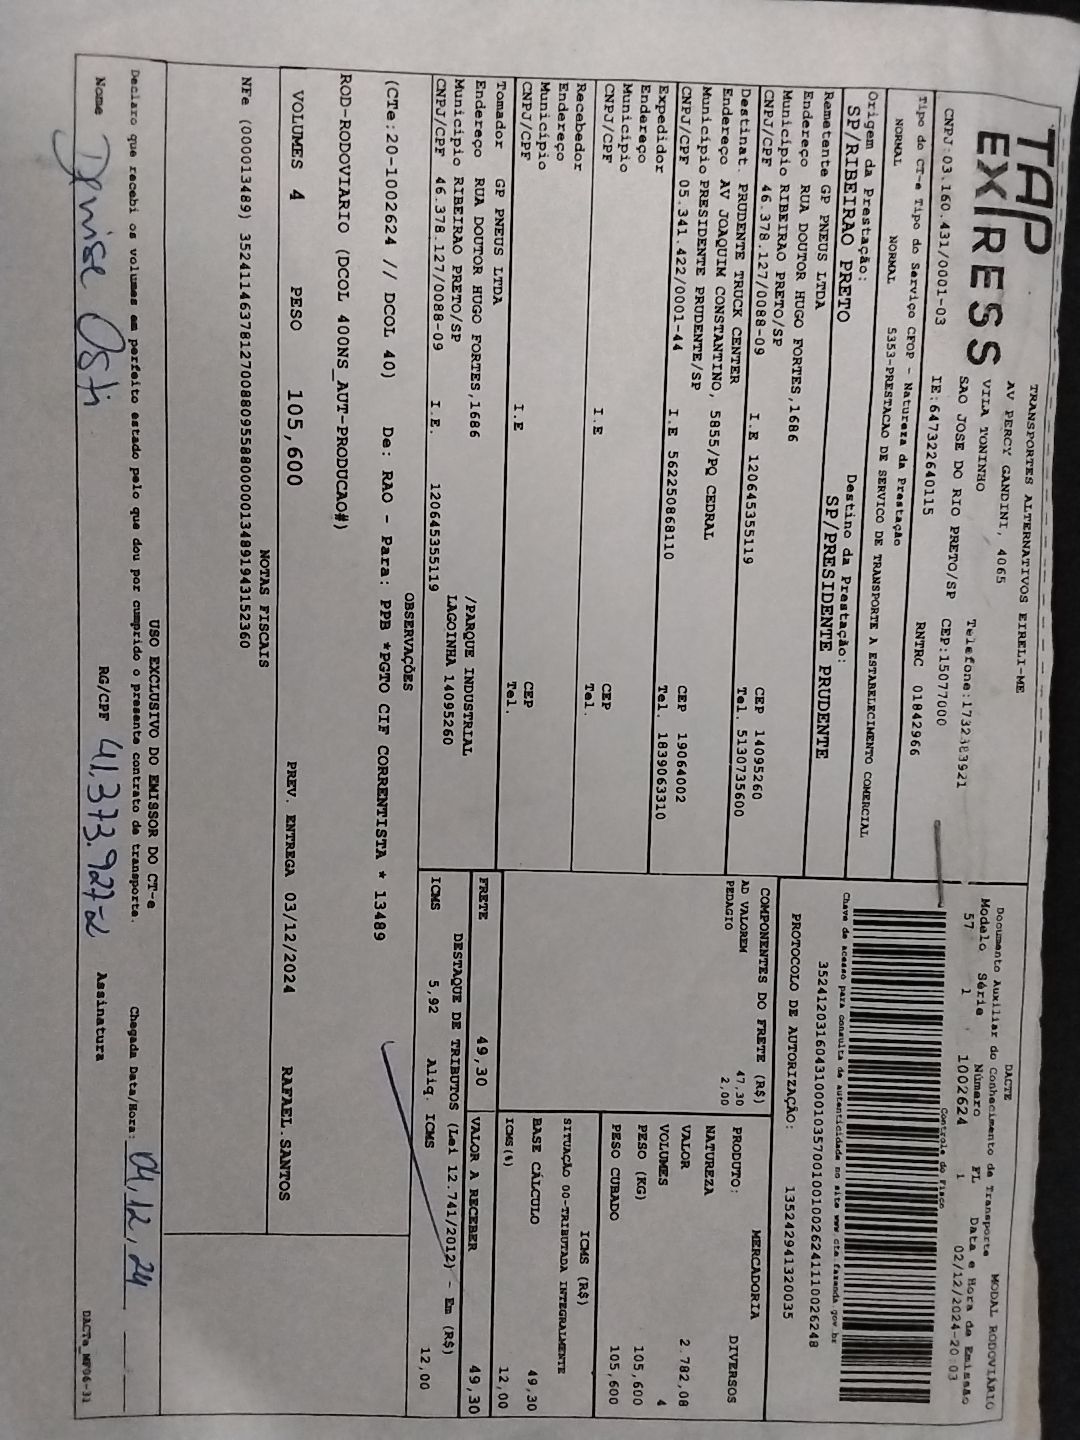 TAP
EXPRESS
TRANSPORTES ALTERNATIVOS EIRELI-ME
AV PERCY GANDINI, 4065
VILA TONINHO
SAO JOSE DO RIO PRETO/SP CEP:15077000
Telefone:1732383921
CNPJ:03.160.431/0001-03 IE:647322640115 RNTRC 01842966
Tipo do CT-e Tipo do Serviço CFOP - Natureza da Prestação
NORMAL NORMAL 5353-PRESTACAO DE SERVICO DE TRANSPORTE A ESTABELECIMENTO COMERCIAL
Origem da Prestação: Destino da Prestação:
SP/RIBEIRAO PRETO SP/PRESIDENTE PRUDENTE
DACTE MODAL RODOVIÁRIO
Documento Auxiliar do Conhecimento de Transporte
Modelo Série Número FL Data e Hora de Emissão
57 1 1002624 1 02/12/2024-20:03
Controle do Fisco
Chave de acesso para consulta de autenticidade no site www.cte.fazenda.gov.br
35241203160431000103570010010026241110026248
PROTOCOLO DE AUTORIZAÇÃO: 135242941320035
Remetente GP PNEUS LTDA
Endereço RUA DOUTOR HUGO FORTES,1686
Município RIBEIRAO PRETO/SP CEP 14095260
CNPJ/CPF 46.378.127/0088-09 I.E 120645355119 Tel. 5130735600
Destinat. PRUDENTE TRUCK CENTER
Endereço AV JOAQUIM CONSTANTINO, 5855/PQ CEDRAL
Município PRESIDENTE PRUDENTE/SP CEP 19064002
CNPJ/CPF 05.341.422/0001-44 I.E 562250868110 Tel. 1839063310
Expedidor
Endereço
Município CEP
CNPJ/CPF I.E Tel.
Recebedor
Endereço
Município CEP
CNPJ/CPF I.E Tel.
Tomador GP PNEUS LTDA
Endereço RUA DOUTOR HUGO FORTES,1686 /PARQUE INDUSTRIAL
Município RIBEIRAO PRETO/SP LAGOINHA 14095260
CNPJ/CPF 46.378.127/0088-09 I.E. 120645355119
COMPONENTES DO FRETE (R$)
AD VALOREM 47,30
PEDAGIO 2,00
MERCADORIA
PRODUTO: DIVERSOS
NATUREZA
VALOR 2.782,08
VOLUMES 4
PESO (KG) 105,600
PESO CUBADO 105,600
ICMS (R$)
SITUAÇÃO 00-TRIBUTADA INTEGRALMENTE
BASE CÁLCULO 49,30
ICMS(%) 12,00
FRETE 49,30 VALOR A RECEBER 49,30
DESTAQUE DE TRIBUTOS (Lei 12.741/2012) - Em (R$)
ICMS 5,92 Aliq. ICMS 12,00
OBSERVAÇÕES
(CTe:20-1002624 // DCOL 40) De: RAO - Para: PPB *PGTO CIF CORRENTISTA * 13489
ROD-RODOVIARIO (DCOL 40ONS_AUT-PRODUCAO#)
VOLUMES 4 PESO 105,600 PREV. ENTREGA 03/12/2024 RAFAEL.SANTOS
NOTAS FISCAIS
NFe (000013489) 35241146378127008809558800000134891943152360
USO EXCLUSIVO DO EMISSOR DO CT-e
Declaro que recebi os volumes em perfeito estado pelo que dou por cumprido o presente contrato de transporte. Chegada Data/Hora: 04,12,24
Nome Denise Osti RG/CPF 41.373.927-2 Assinatura
DACTe_MF06-31